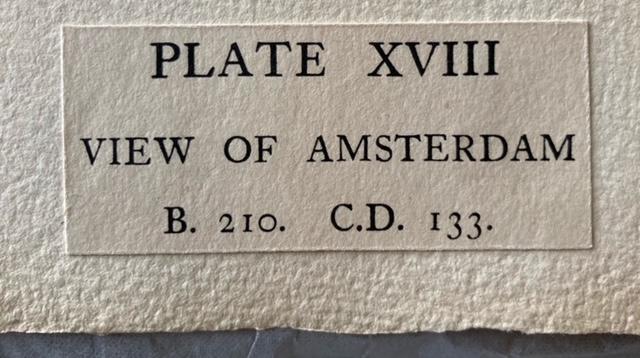 PLATE XVIII
VIEW OF AMSTERDAM
B. 210. C.D. 133.